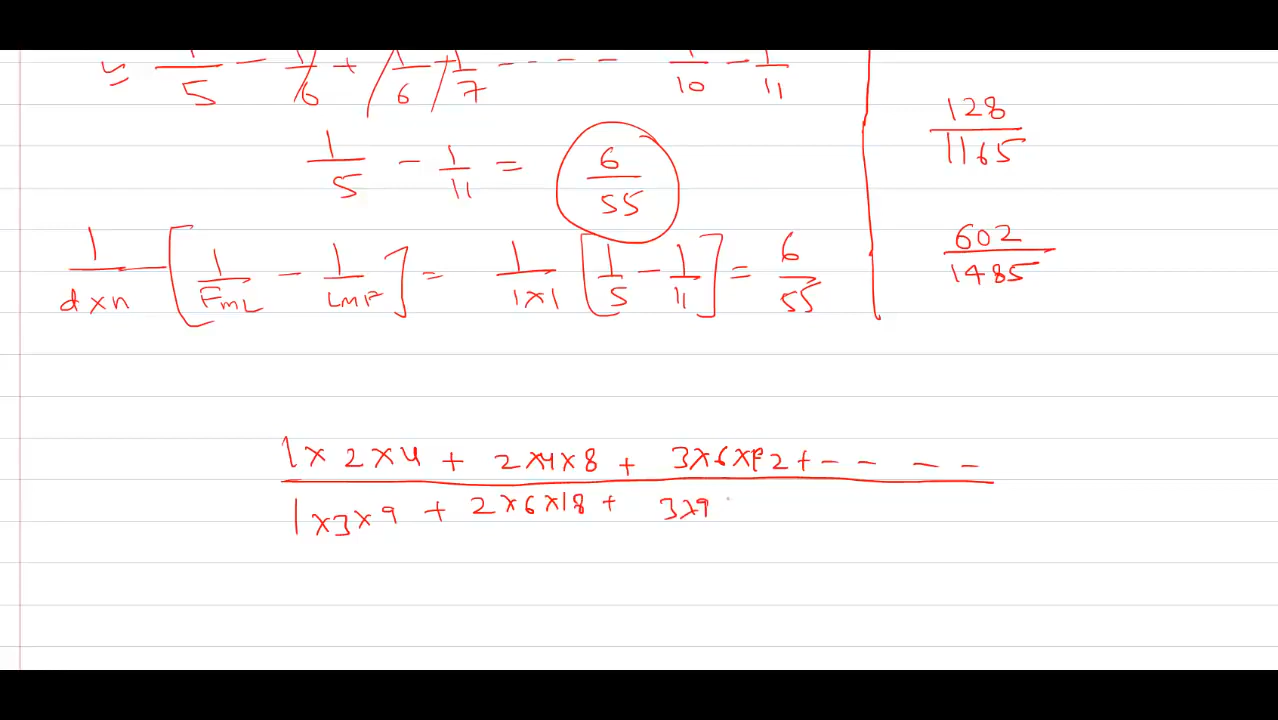 ≈ 1/5 - 1/6 + 1/6 + 1/7 ---- 1/10 - 1/11
1/5 - 1/11 = 6/55
1/(d×n) [1/FmL - 1/LmF] = 1/(1×1) [1/5 - 1/11] = 6/55
128/1165
602/1485
1×2×4 + 2×4×8 + 3×6×12 + -- --
1×3×9 + 2×6×18 + 3×9